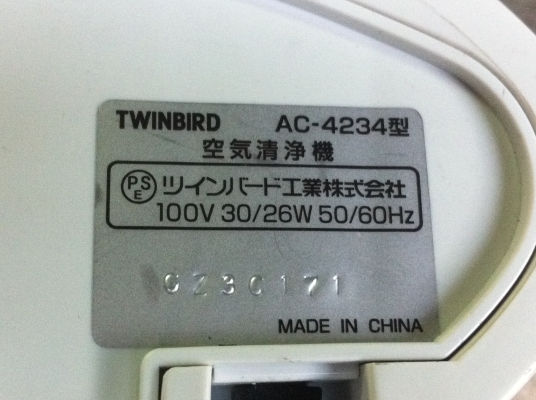 TWINBIRD AC-4234型
空気清浄機
PSE ツインバード工業株式会社
100V 30/26W 50/60Hz
MADE IN CHINA